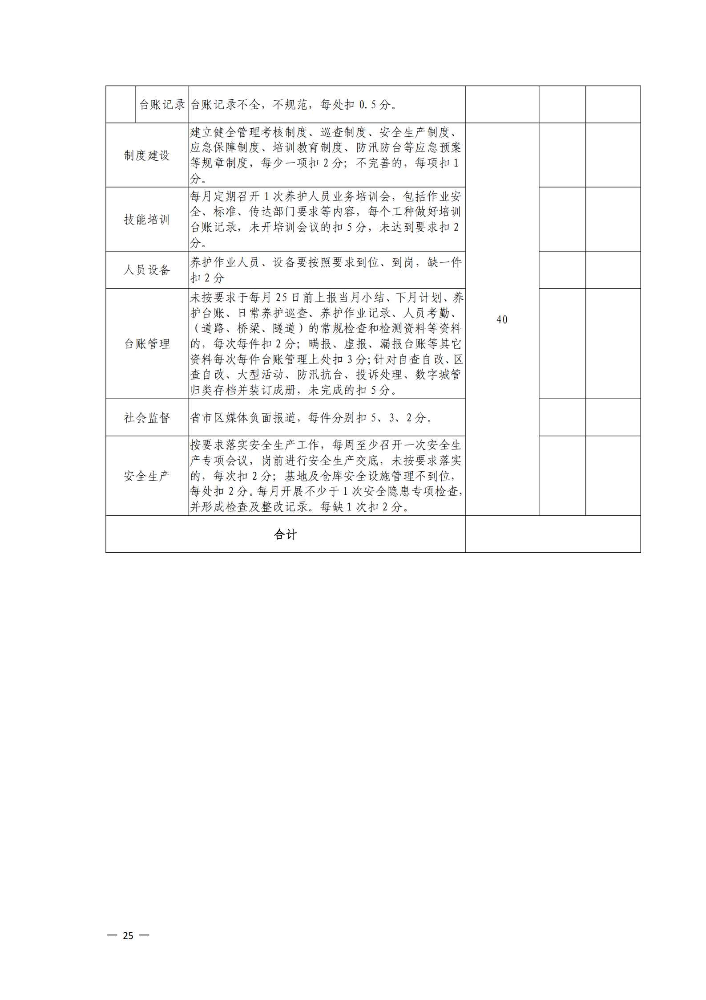 台账记录
台账记录不全，不规范，每处扣 0.5 分。
制度建设
建立健全管理考核制度、巡查制度、安全生产制度、
应急保障制度、培训教育制度、防汛防台等应急预案
等规章制度，每少一项扣 2 分；不完善的，每项扣 1
分。
技能培训
每月定期召开 1 次养护人员业务培训会，包括作业安
全、标准、传达部门要求等内容，每个工种做好培训
台账记录，未开培训会议的扣 5 分，未达到要求扣 2
分。
人员设备
养护作业人员、设备要按照要求到位、到岗，缺一件
扣 2 分
台账管理
未按要求于每月 25 日前上报当月小结、下月计划、养
护台账、日常养护巡查、养护作业记录、人员考勤、
（道路、桥梁、隧道）的常规检查和检测资料等资料
的，每次每件扣 2 分；瞒报、虚报、漏报台账等其它
资料每次每件台账管理上处扣 3 分；针对自查自改、区
查自改、大型活动、防汛抗台、投诉处理、数字城管
归类存档并装订成册，未完成的扣 5 分。
40
社会监督
省市区媒体负面报道，每件分别扣 5、3、2 分。
安全生产
按要求落实安全生产工作，每周至少召开一次安全生
产专项会议，岗前进行安全生产交底，未按要求落实
的，每次扣 2 分；基地及仓库安全设施管理不到位，
每处扣 2 分。每月开展不少于 1 次安全隐患专项检查，
并形成检查及整改记录。每缺 1 次扣 2 分。
合计
— 25 —